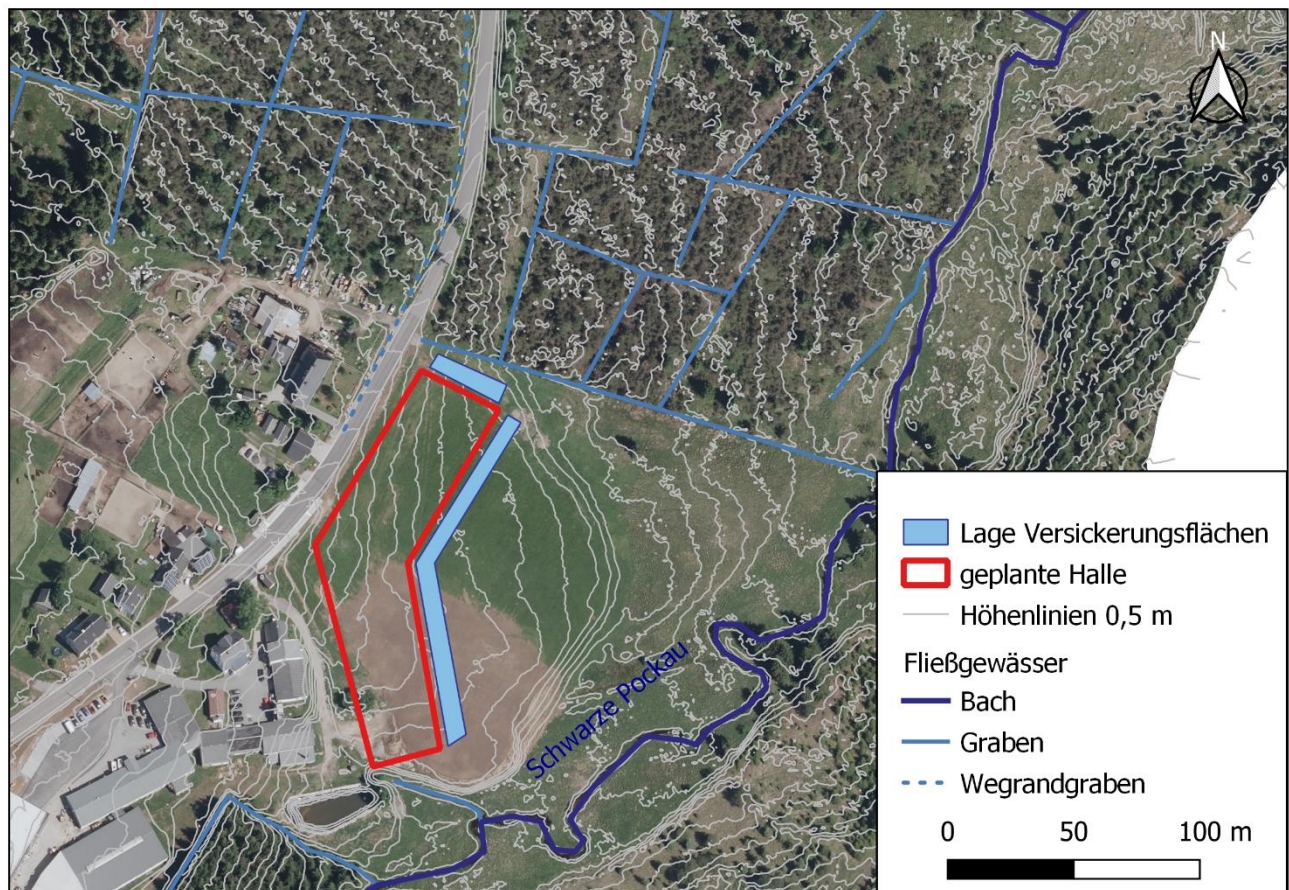 N
Schwarze Pockau
Lage Versickerungsflächen
geplante Halle
Höhenlinien 0,5 m
Fließgewässer
Bach
Graben
Wegrandgraben
0 50 100 m